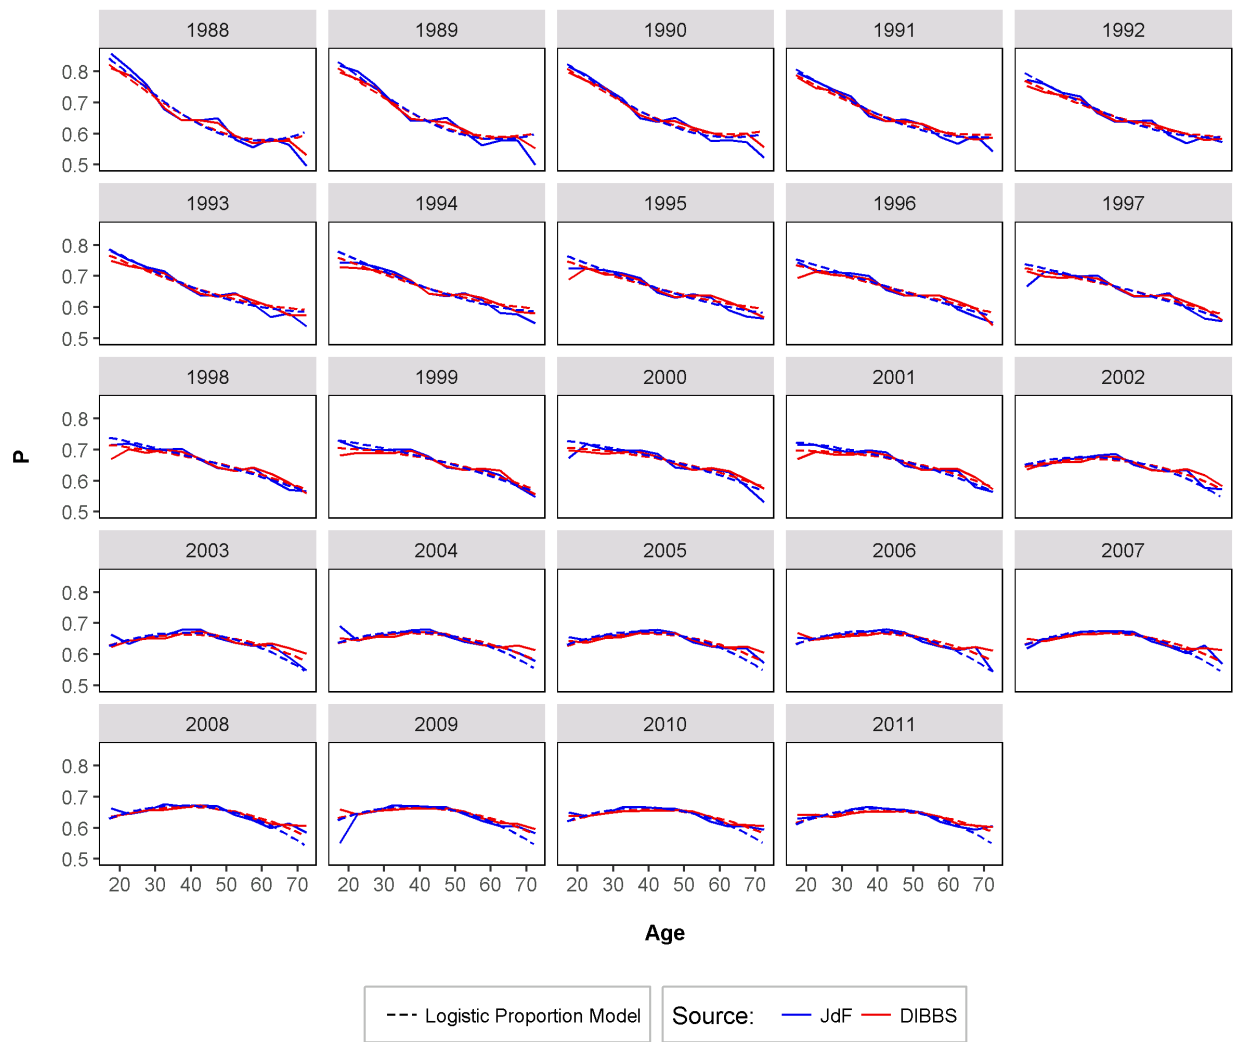 1988 1989 1990 1991 1992
0.8
0.7
0.6
0.5
1993 1994 1995 1996 1997
0.8
0.7
0.6
0.5
1998 1999 2000 2001 2002
0.8
0.7
0.6
0.5
P
2003 2004 2005 2006 2007
0.8
0.7
0.6
0.5
2008 2009 2010 2011
0.8
0.7
0.6
0.5
20 30 40 50 60 70 20 30 40 50 60 70 20 30 40 50 60 70 20 30 40 50 60 70
Age
Logistic Proportion Model Source: JdF DIBBS